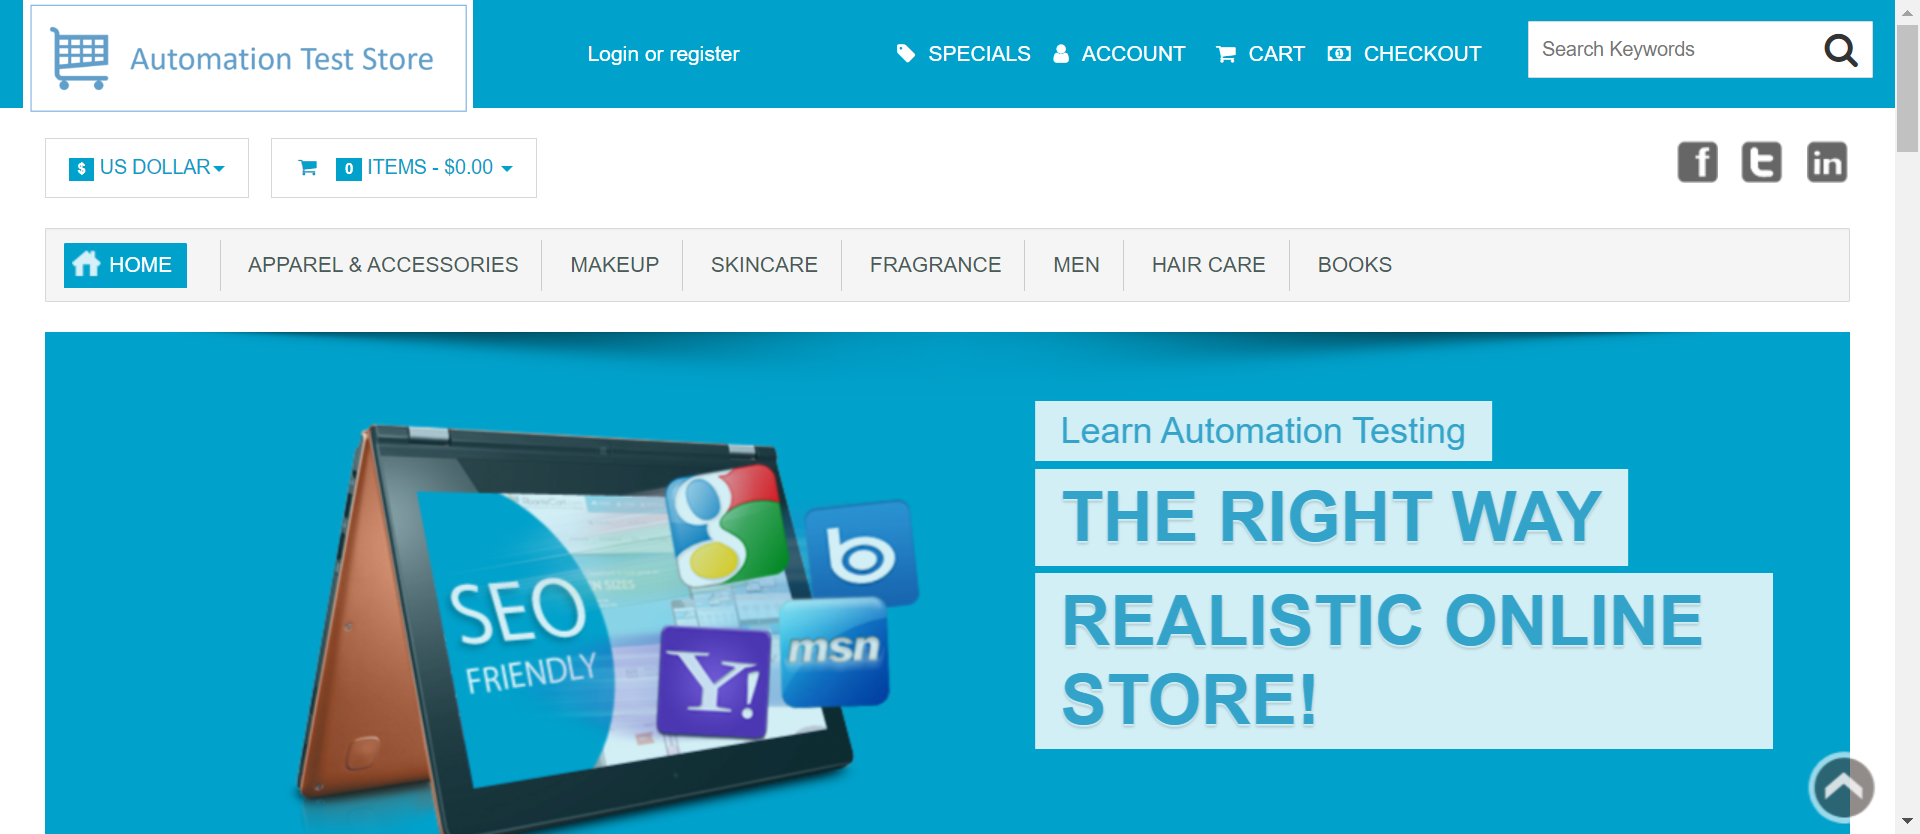 Automation Test Store
Login or register
SPECIALS
ACCOUNT
CART
CHECKOUT
Search Keywords
$ US DOLLAR
0 ITEMS - $0.00
f
t
in
HOME
APPAREL & ACCESSORIES
MAKEUP
SKINCARE
FRAGRANCE
MEN
HAIR CARE
BOOKS
Learn Automation Testing
THE RIGHT WAY
REALISTIC ONLINE
STORE!
SEO
FRIENDLY
g
b
msn
Y!